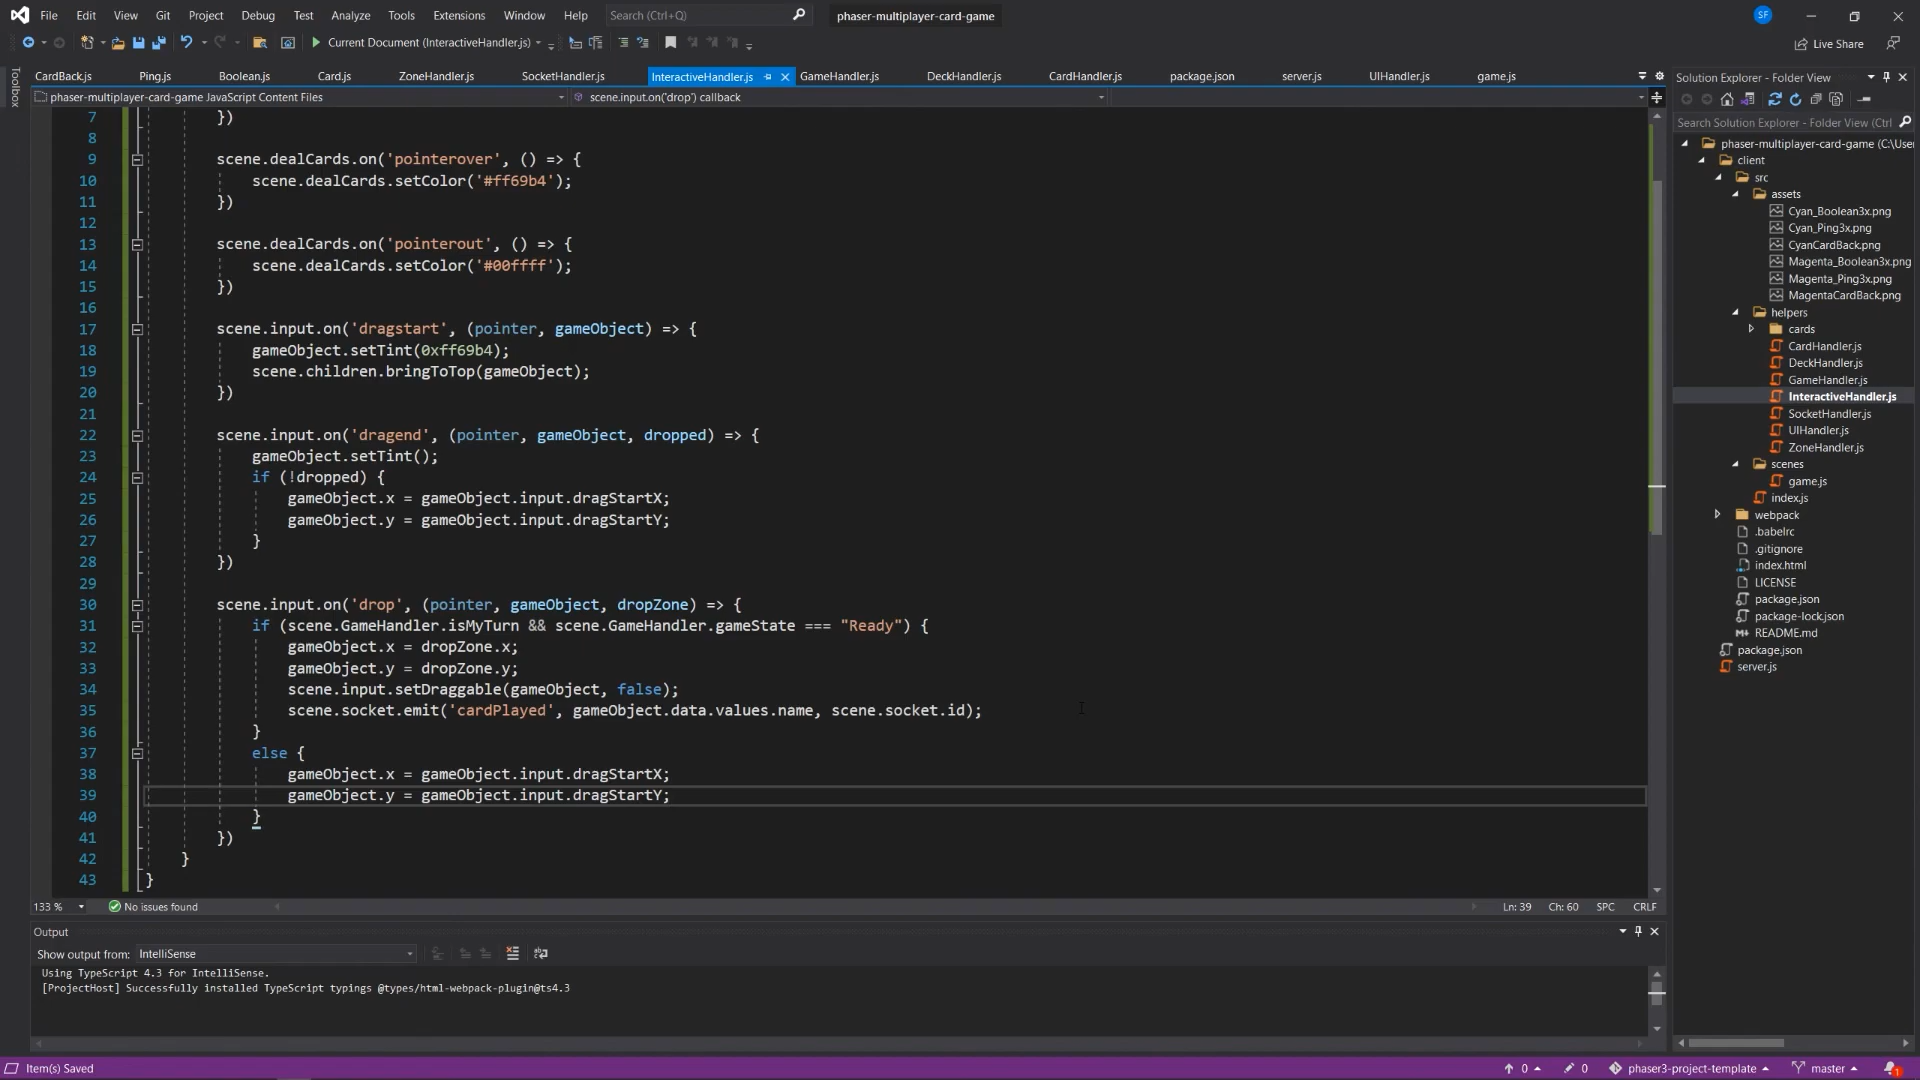 File Edit View Git Project Debug Test Analyze Tools Extensions Window Help Search (Ctrl+Q) phaser-multiplayer-card-game SF
Current Document (InteractiveHandler.js) Live Share
Toolbox
CardBack.js Ping.js Boolean.js Card.js ZoneHandler.js SocketHandler.js InteractiveHandler.js GameHandler.js DeckHandler.js CardHandler.js package.json server.js UIHandler.js game.js
phaser-multiplayer-card-game JavaScript Content Files scene.input.on('drop') callback
7 })
8
9 scene.dealCards.on('pointerover', () => {
10 scene.dealCards.setColor('#ff69b4');
11 })
12
13 scene.dealCards.on('pointerout', () => {
14 scene.dealCards.setColor('#00ffff');
15 })
16
17 scene.input.on('dragstart', (pointer, gameObject) => {
18 gameObject.setTint(0xff69b4);
19 scene.children.bringToTop(gameObject);
20 })
21
22 scene.input.on('dragend', (pointer, gameObject, dropped) => {
23 gameObject.setTint();
24 if (!dropped) {
25 gameObject.x = gameObject.input.dragStartX;
26 gameObject.y = gameObject.input.dragStartY;
27 }
28 })
29
30 scene.input.on('drop', (pointer, gameObject, dropZone) => {
31 if (scene.GameHandler.isMyTurn && scene.GameHandler.gameState === "Ready") {
32 gameObject.x = dropZone.x;
33 gameObject.y = dropZone.y;
34 scene.input.setDraggable(gameObject, false);
35 scene.socket.emit('cardPlayed', gameObject.data.values.name, scene.socket.id);
36 }
37 else {
38 gameObject.x = gameObject.input.dragStartX;
39 gameObject.y = gameObject.input.dragStartY;
40 }
41 })
42 }
43 }
133 % No issues found Ln: 39 Ch: 60 SPC CRLF
Output
Show output from: IntelliSense
Using TypeScript 4.3 for IntelliSense.
[ProjectHost] Successfully installed TypeScript typings @types/html-webpack-plugin@ts4.3
Solution Explorer - Folder View
Search Solution Explorer - Folder View (Ctrl
phaser-multiplayer-card-game (C:\User
client
src
assets
Cyan_Boolean3x.png
Cyan_Ping3x.png
CyanCardBack.png
Magenta_Boolean3x.png
Magenta_Ping3x.png
MagentaCardBack.png
helpers
cards
CardHandler.js
DeckHandler.js
GameHandler.js
InteractiveHandler.js
SocketHandler.js
UIHandler.js
ZoneHandler.js
scenes
game.js
index.js
webpack
.babelrc
.gitignore
index.html
LICENSE
package.json
package-lock.json
README.md
package.json
server.js
Item(s) Saved 0 0 phaser3-project-template master 1